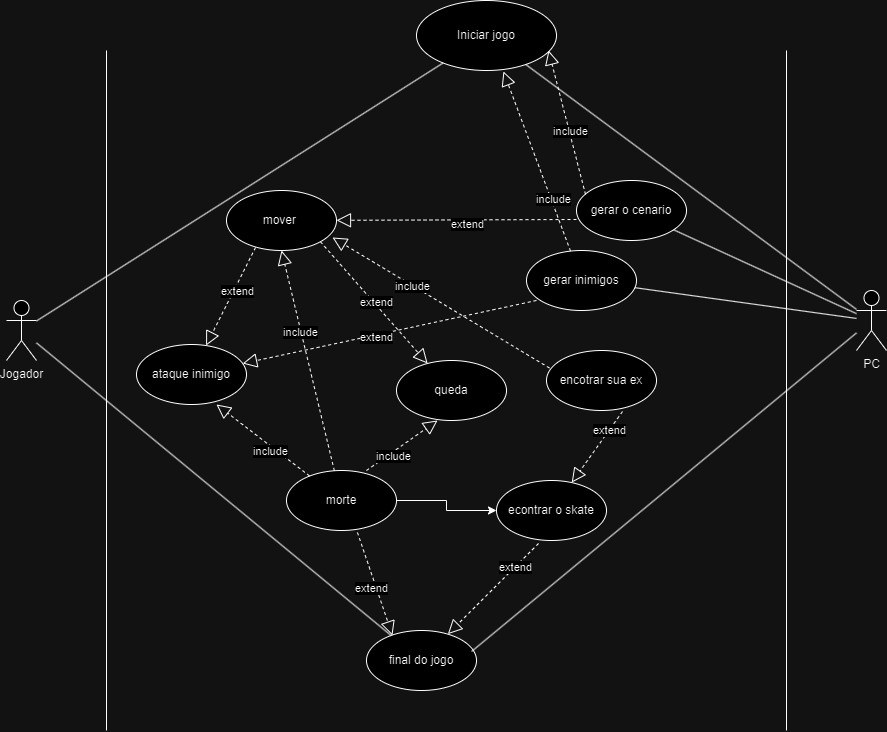 Iniciar jogo
include
include
gerar o cenario
mover
extend
gerar inimigos
include
extend
extend
include
extend
Jogador
PC
ataque inimigo
queda
encotrar sua ex
extend
include
include
morte
econtrar o skate
extend
extend
final do jogo